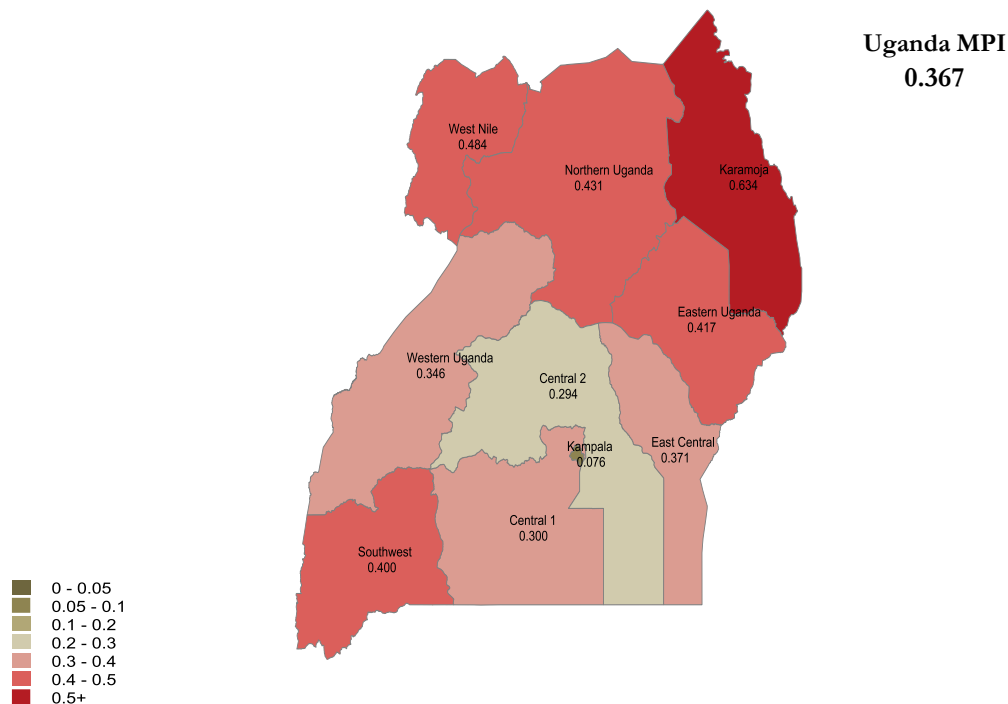 Uganda MPI
0.367
West Nile
0.484
Northern Uganda
0.431
Karamoja
0.634
Eastern Uganda
0.417
Western Uganda
0.346
Central 2
0.294
Kampala
0.076
East Central
0.371
Central 1
0.300
Southwest
0.400
0 - 0.05
0.05 - 0.1
0.1 - 0.2
0.2 - 0.3
0.3 - 0.4
0.4 - 0.5
0.5+